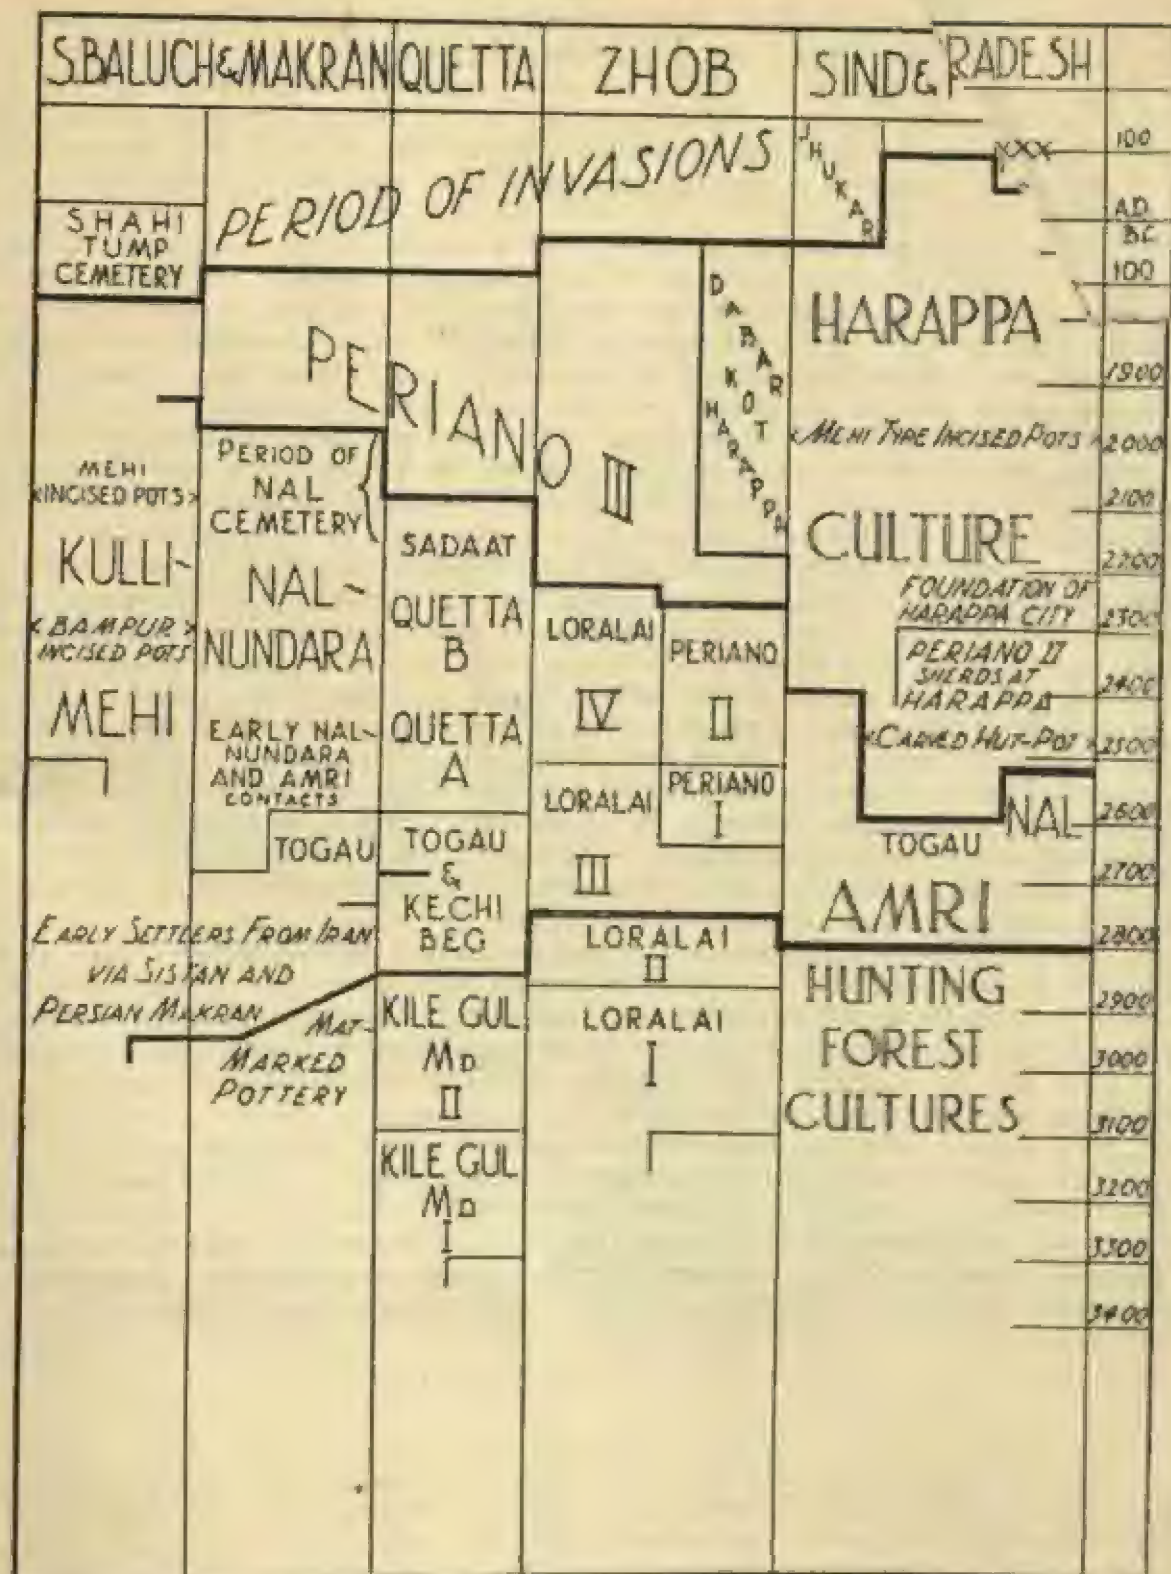 S.BALUCH & MAKRAN
QUETTA
ZHOB
SIND &
RADESH
PERIOD OF INVASIONS
JHUKAR
XXX
100
A.D.
B.C.
100
SHAHI
TUMP
CEMETERY
PERIANO
III
DABAR
KOT
HARAPPA
HARAPPA
1900
<MEHI TYPE INCISED POTS>
2000
2100
CULTURE
2200
FOUNDATION OF
HARAPPA CITY
2300
PERIANO II
SHERDS AT
HARAPPA
2400
<CARVED HUT-POT>
2500
MEHI
<INCISED POTS>
KULLI~
<BAMPUR>
INCISED POTS
MEHI
PERIOD OF
NAL
CEMETERY
NAL~
NUNDARA
EARLY NAL~
NUNDARA
AND AMRI
CONTACTS
TOGAU
SADAAT
QUETTA
B
QUETTA
A
TOGAU
&
KECHI
BEG
LORALAI
IV
PERIANO
II
LORALAI
III
PERIANO
I
NAL
2600
TOGAU
2700
AMRI
2800
EARLY SETTLERS FROM IRAN
VIA SISTAN AND
PERSIAN MAKRAN
MAT-
MARKED
POTTERY
KILE GUL
MD
II
KILE GUL
MD
I
LORALAI
II
LORALAI
I
HUNTING
FOREST
CULTURES
2900
3000
3100
3200
3300
3400